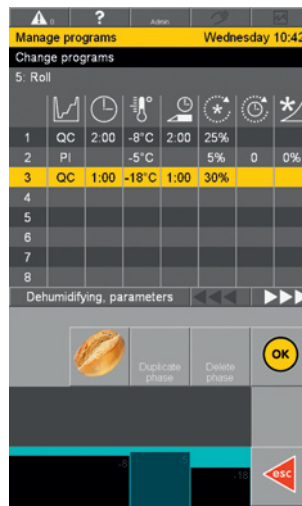 0 ? Admin
Manage programs Wednesday 10:42
Change programs
5: Roll
1 QC 2:00 -8°C 2:00 25%
2 PI -5°C 5% 0 0%
3 QC 1:00 -18°C 1:00 30%
4
5
6
7
8
Dehumidifying, parameters
Duplicate phase
Delete phase
OK
-8
-18
esc